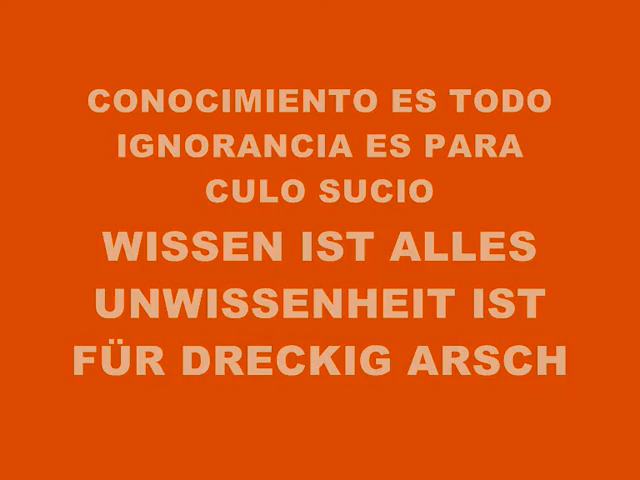 CONOCIMIENTO ES TODO
IGNORANCIA ES PARA
CULO SUCIO
WISSEN IST ALLES
UNWISSENHEIT IST
FÜR DRECKIG ARSCH